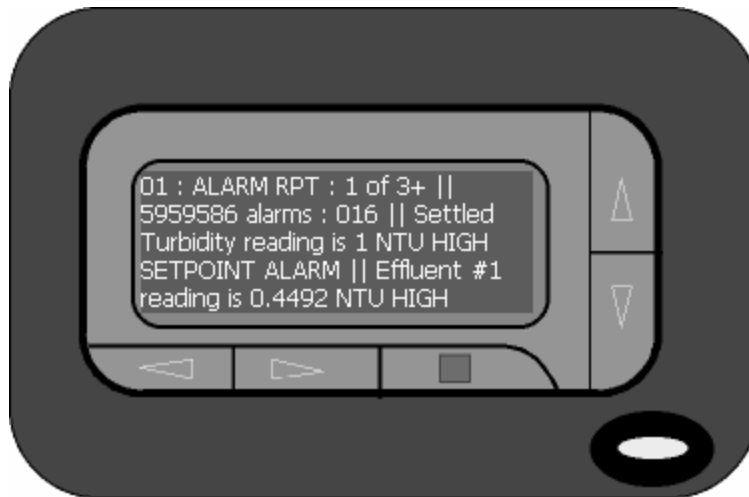 01 : ALARM RPT : 1 of 3+ ||
5959586 alarms : 016 || Settled
Turbidity reading is 1 NTU HIGH
SETPOINT ALARM || Effluent #1
reading is 0.4492 NTU HIGH